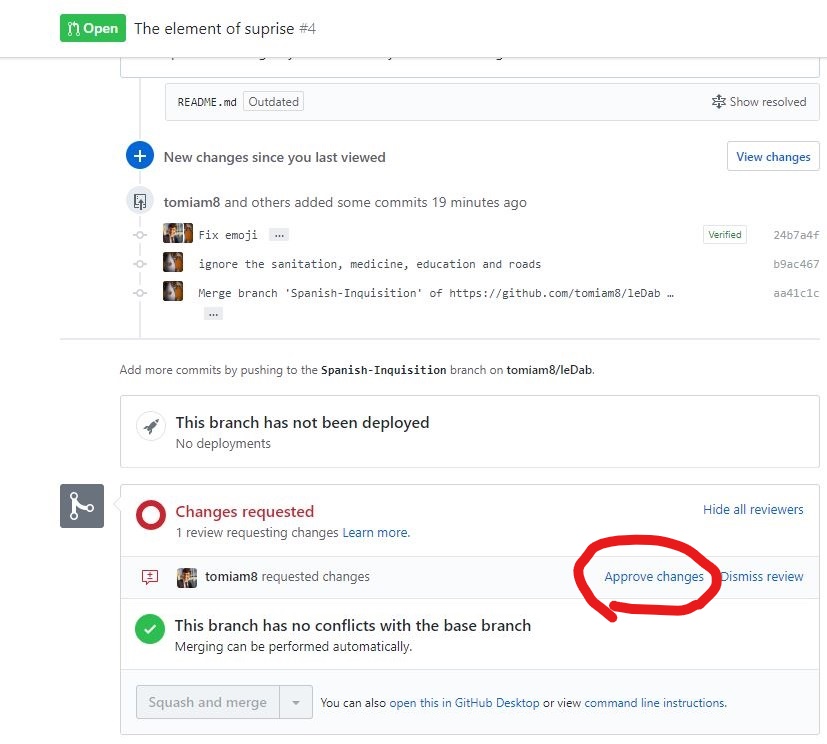 Open The element of suprise #4
README.md Outdated Show resolved
New changes since you last viewed View changes
tomiam8 and others added some commits 19 minutes ago
Fix emoji … Verified 24b7a4f
ignore the sanitation, medicine, education and roads b9ac467
Merge branch 'Spanish-Inquisition' of https://github.com/tomiam8/leDab … aa41c1c
…
Add more commits by pushing to the Spanish-Inquisition branch on tomiam8/leDab.
This branch has not been deployed
No deployments
Changes requested Hide all reviewers
1 review requesting changes Learn more.
tomiam8 requested changes Approve changes Dismiss review
This branch has no conflicts with the base branch
Merging can be performed automatically.
Squash and merge You can also open this in GitHub Desktop or view command line instructions.